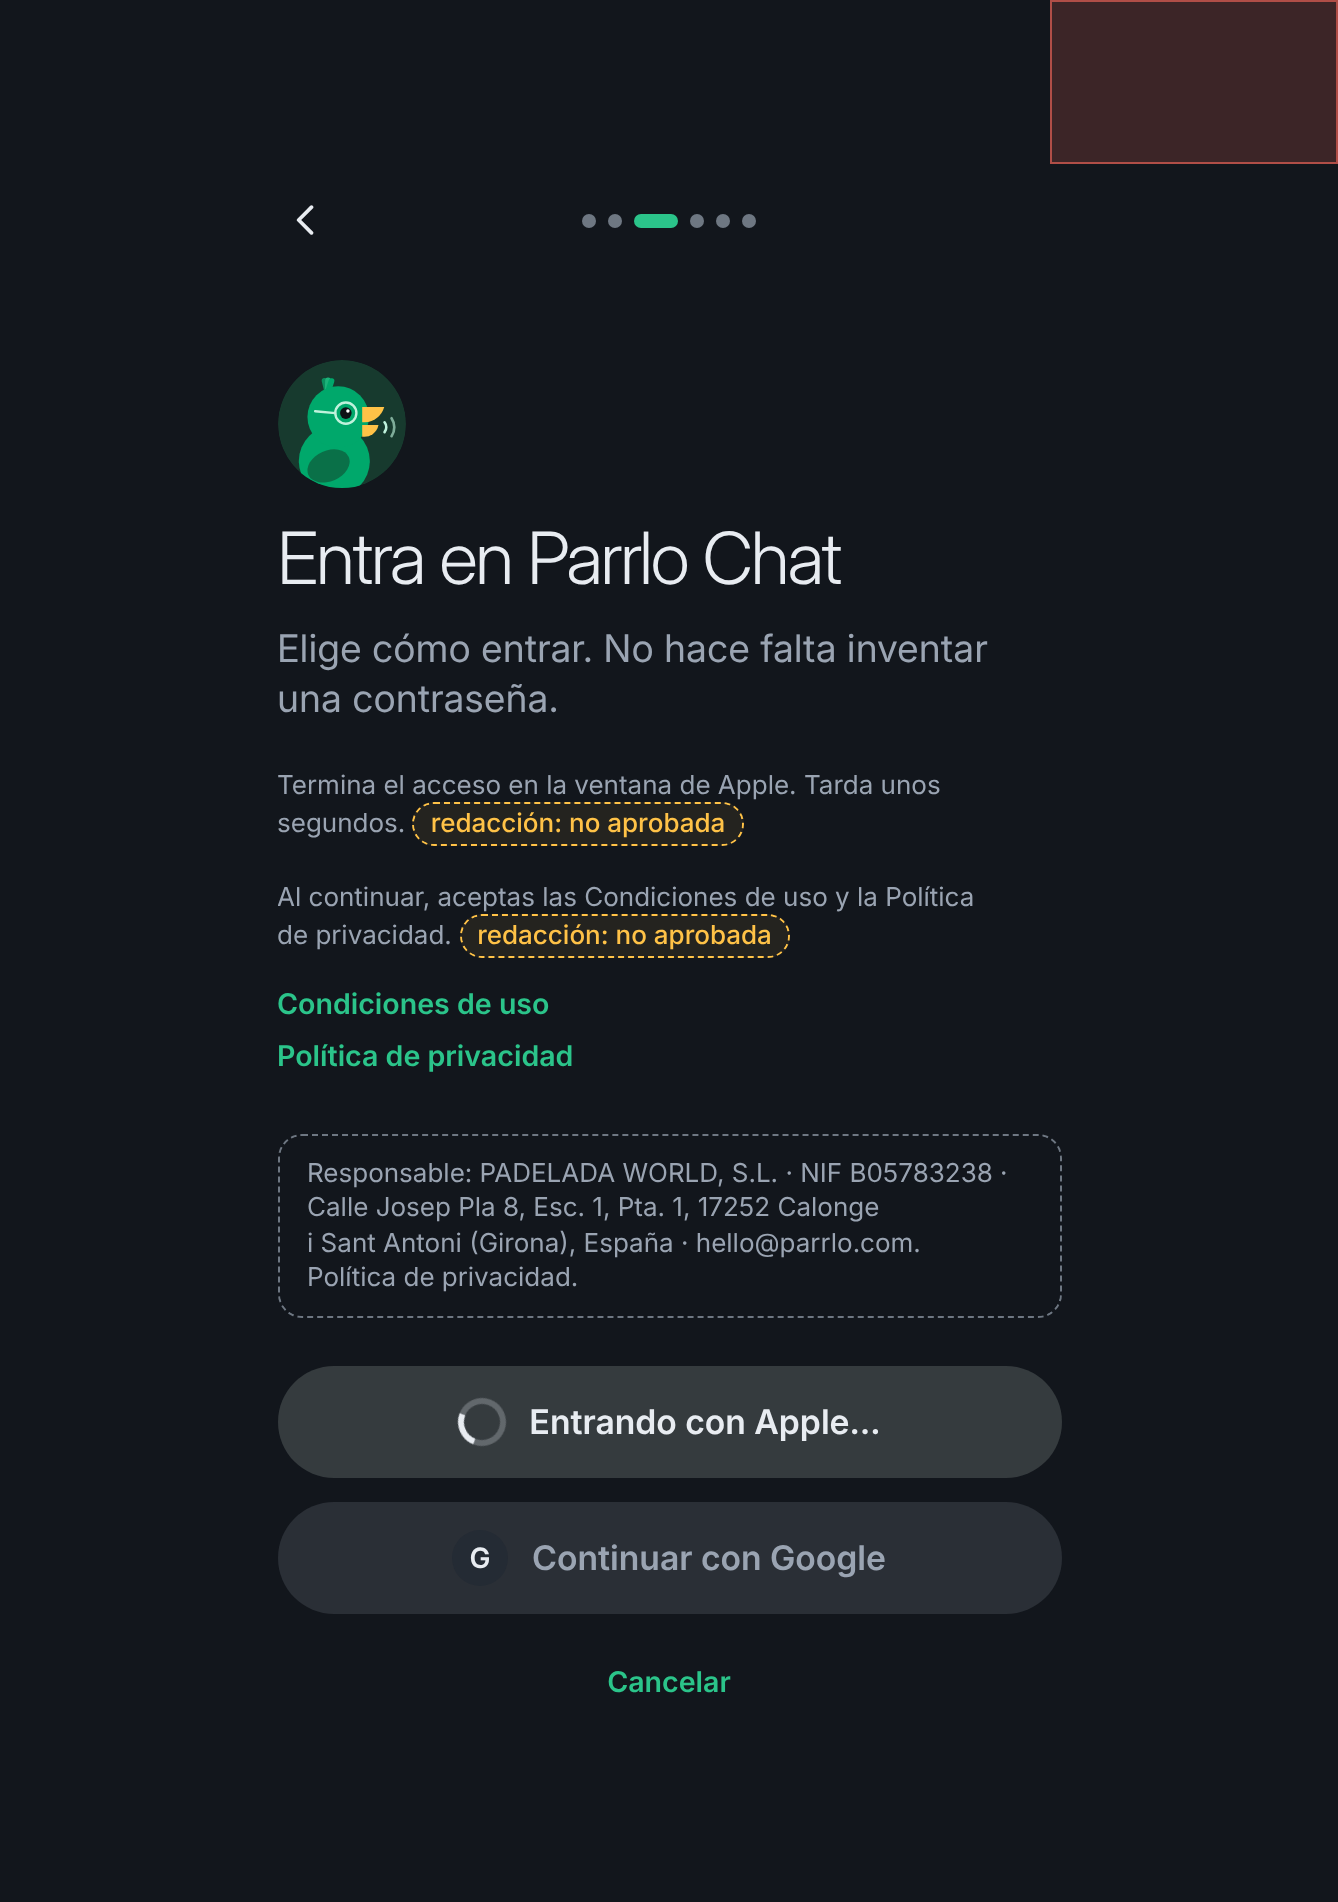 Entra en Parrlo Chat
Elige cómo entrar. No hace falta inventar
una contraseña.
Termina el acceso en la ventana de Apple. Tarda unos
segundos. redacción: no aprobada
Al continuar, aceptas las Condiciones de uso y la Política
de privacidad. redacción: no aprobada
Condiciones de uso
Política de privacidad
Responsable: PADELADA WORLD, S.L. · NIF B05783238 ·
Calle Josep Pla 8, Esc. 1, Pta. 1, 17252 Calonge
i Sant Antoni (Girona), España · hello@parrlo.com.
Política de privacidad.
Entrando con Apple...
G Continuar con Google
Cancelar